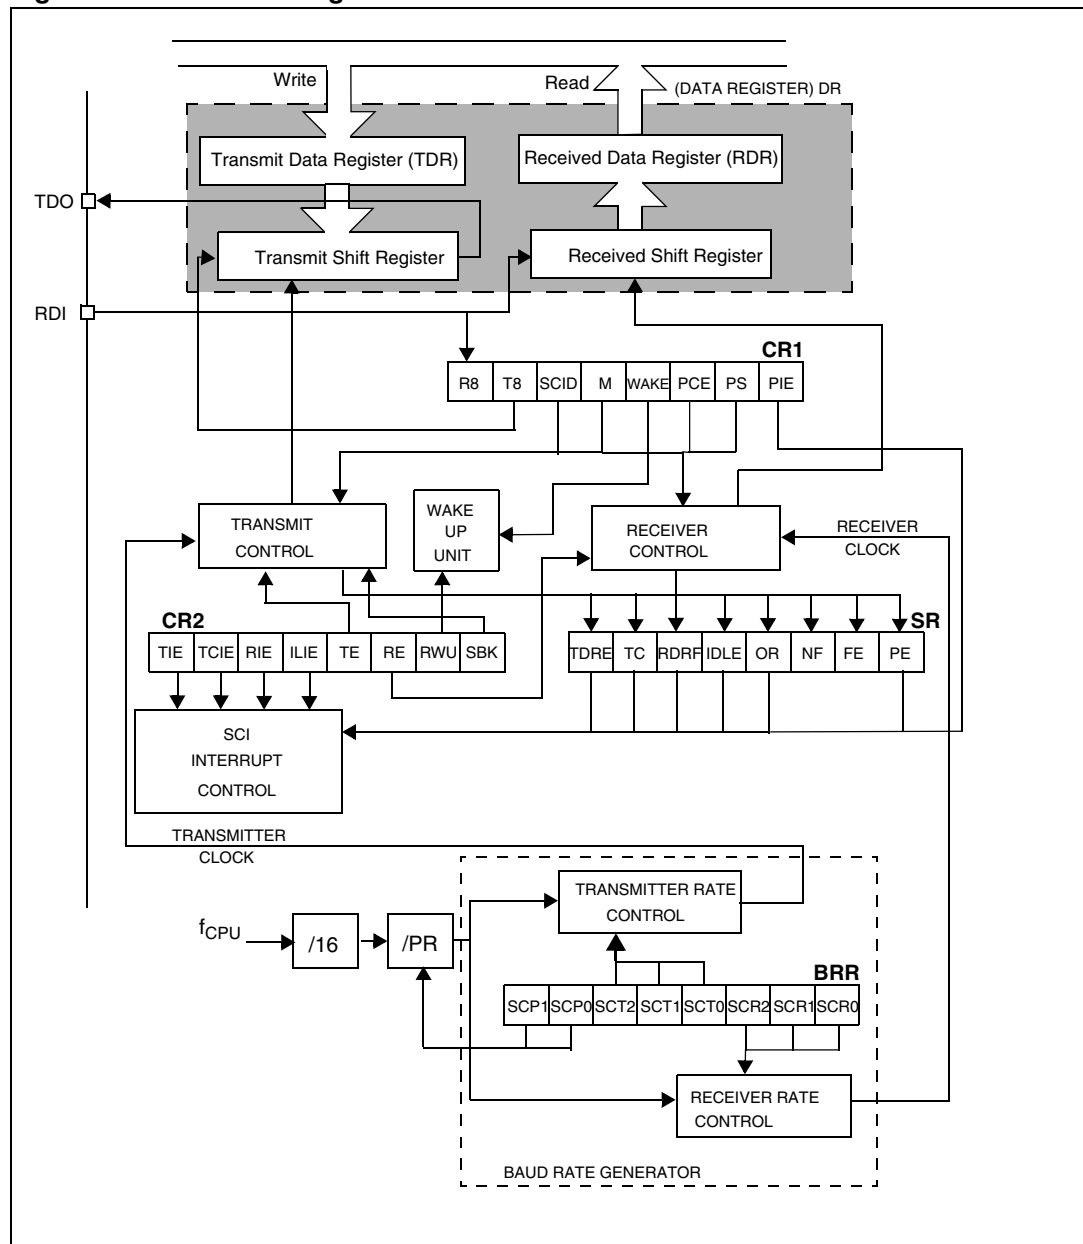 Write
Read
(DATA REGISTER) DR
Transmit Data Register (TDR)
Received Data Register (RDR)
TDO
Transmit Shift Register
Received Shift Register
RDI
CR1
R8 T8 SCID M WAKE PCE PS PIE
TRANSMIT
CONTROL
WAKE
UP
UNIT
RECEIVER
CONTROL
RECEIVER
CLOCK
CR2
TIE TCIE RIE ILIE TE RE RWU SBK
SR
TDRE TC RDRF IDLE OR NF FE PE
SCI
INTERRUPT
CONTROL
TRANSMITTER
CLOCK
TRANSMITTER RATE
CONTROL
fCPU
/16
/PR
BRR
SCP1 SCP0 SCT2 SCT1 SCT0 SCR2 SCR1 SCR0
RECEIVER RATE
CONTROL
BAUD RATE GENERATOR